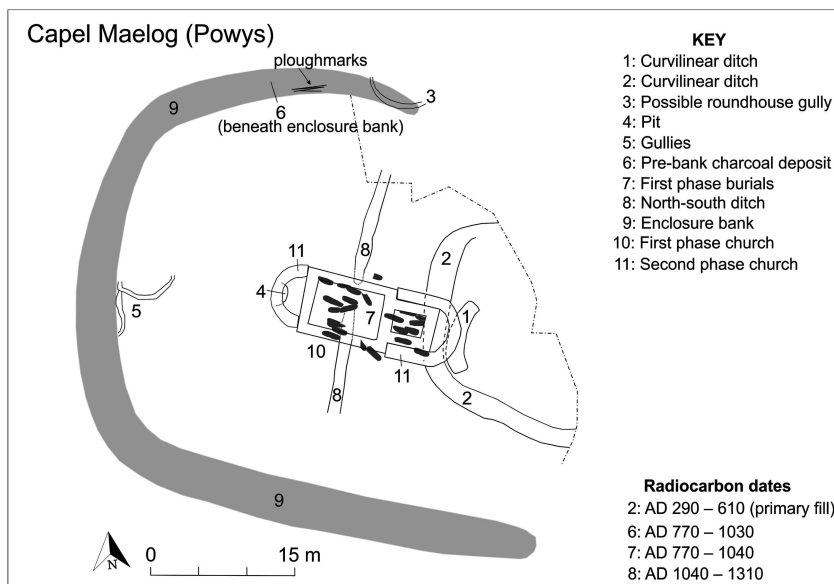 Capel Maelog (Powys)
ploughmarks
3
9
6
(beneath enclosure bank)
8
2
11
4
5
7
1
10
11
8
2
9
N
0 15 m
KEY
1: Curvilinear ditch
2: Curvilinear ditch
3: Possible roundhouse gully
4: Pit
5: Gullies
6: Pre-bank charcoal deposit
7: First phase burials
8: North-south ditch
9: Enclosure bank
10: First phase church
11: Second phase church
Radiocarbon dates
2: AD 290 – 610 (primary fill)
6: AD 770 – 1030
7: AD 770 – 1040
8: AD 1040 – 1310